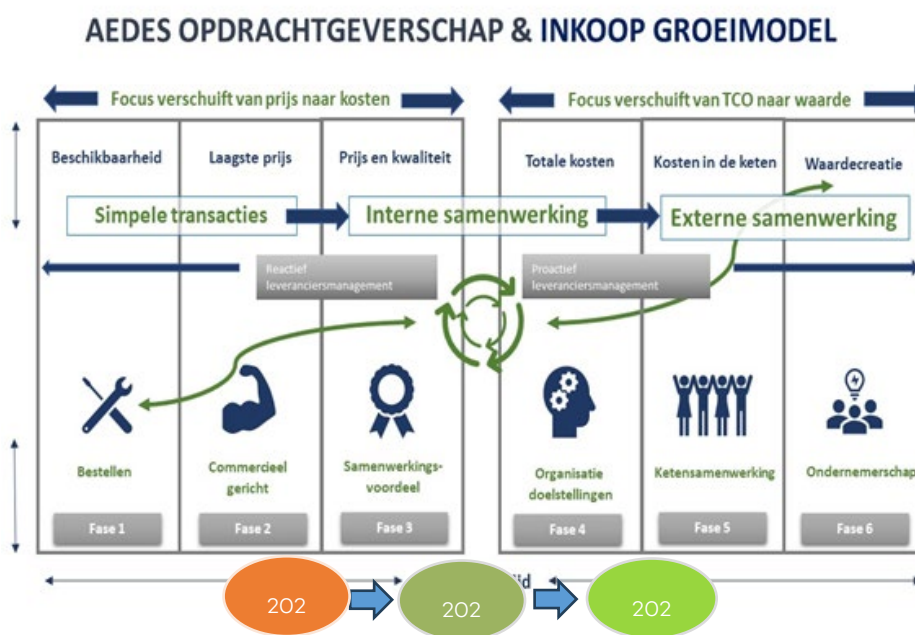 AEDES OPDRACHTGEVERSCHAP & INKOOP GROEIMODEL
Focus verschuift van prijs naar kosten
Focus verschuift van TCO naar waarde
Beschikbaarheid
Laagste prijs
Prijs en kwaliteit
Totale kosten
Kosten in de keten
Waardecreatie
Simpele transacties
Interne samenwerking
Externe samenwerking
Reactief
leveranciersmanagement
Proactief
leveranciersmanagement
Bestellen
Commercieel
gericht
Samenwerkings-
voordeel
Organisatie
doelstellingen
Ketensamenwerking
Ondernemerschap
Fase 1
Fase 2
Fase 3
Fase 4
Fase 5
Fase 6
202
202
202